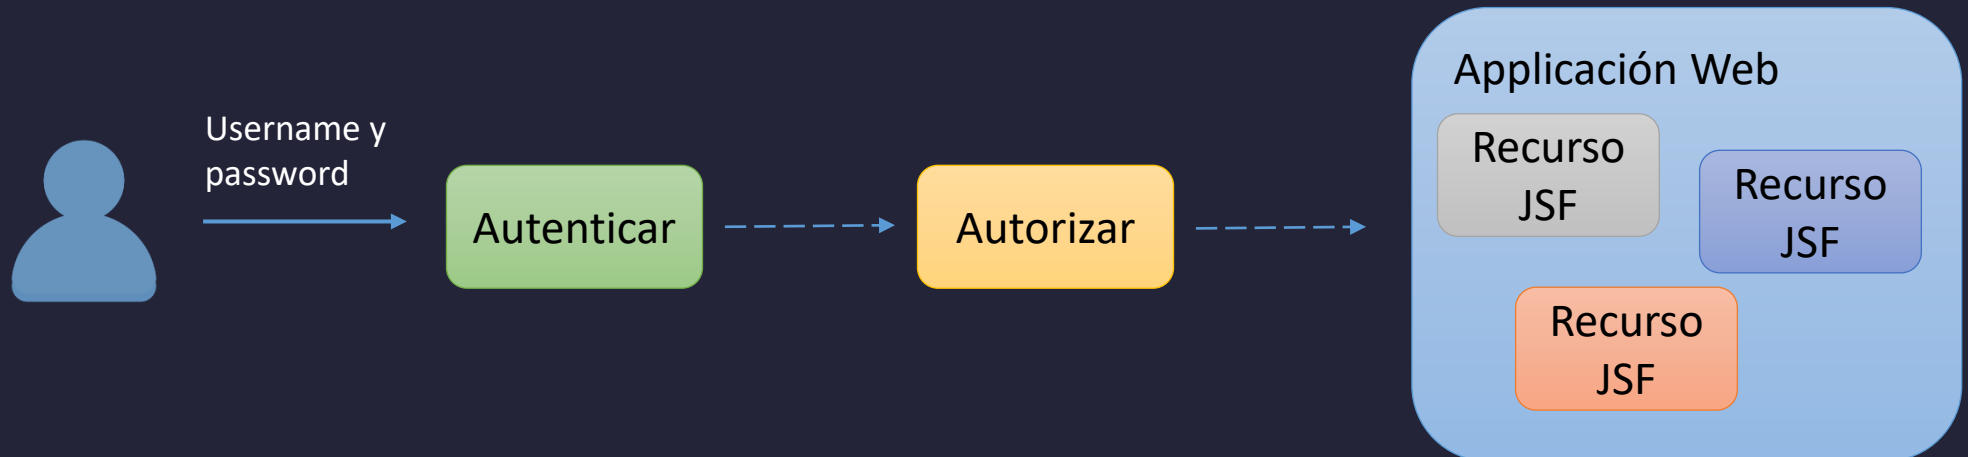 Username y
password
Autenticar
Autorizar
Applicación Web
Recurso
JSF
Recurso
JSF
Recurso
JSF